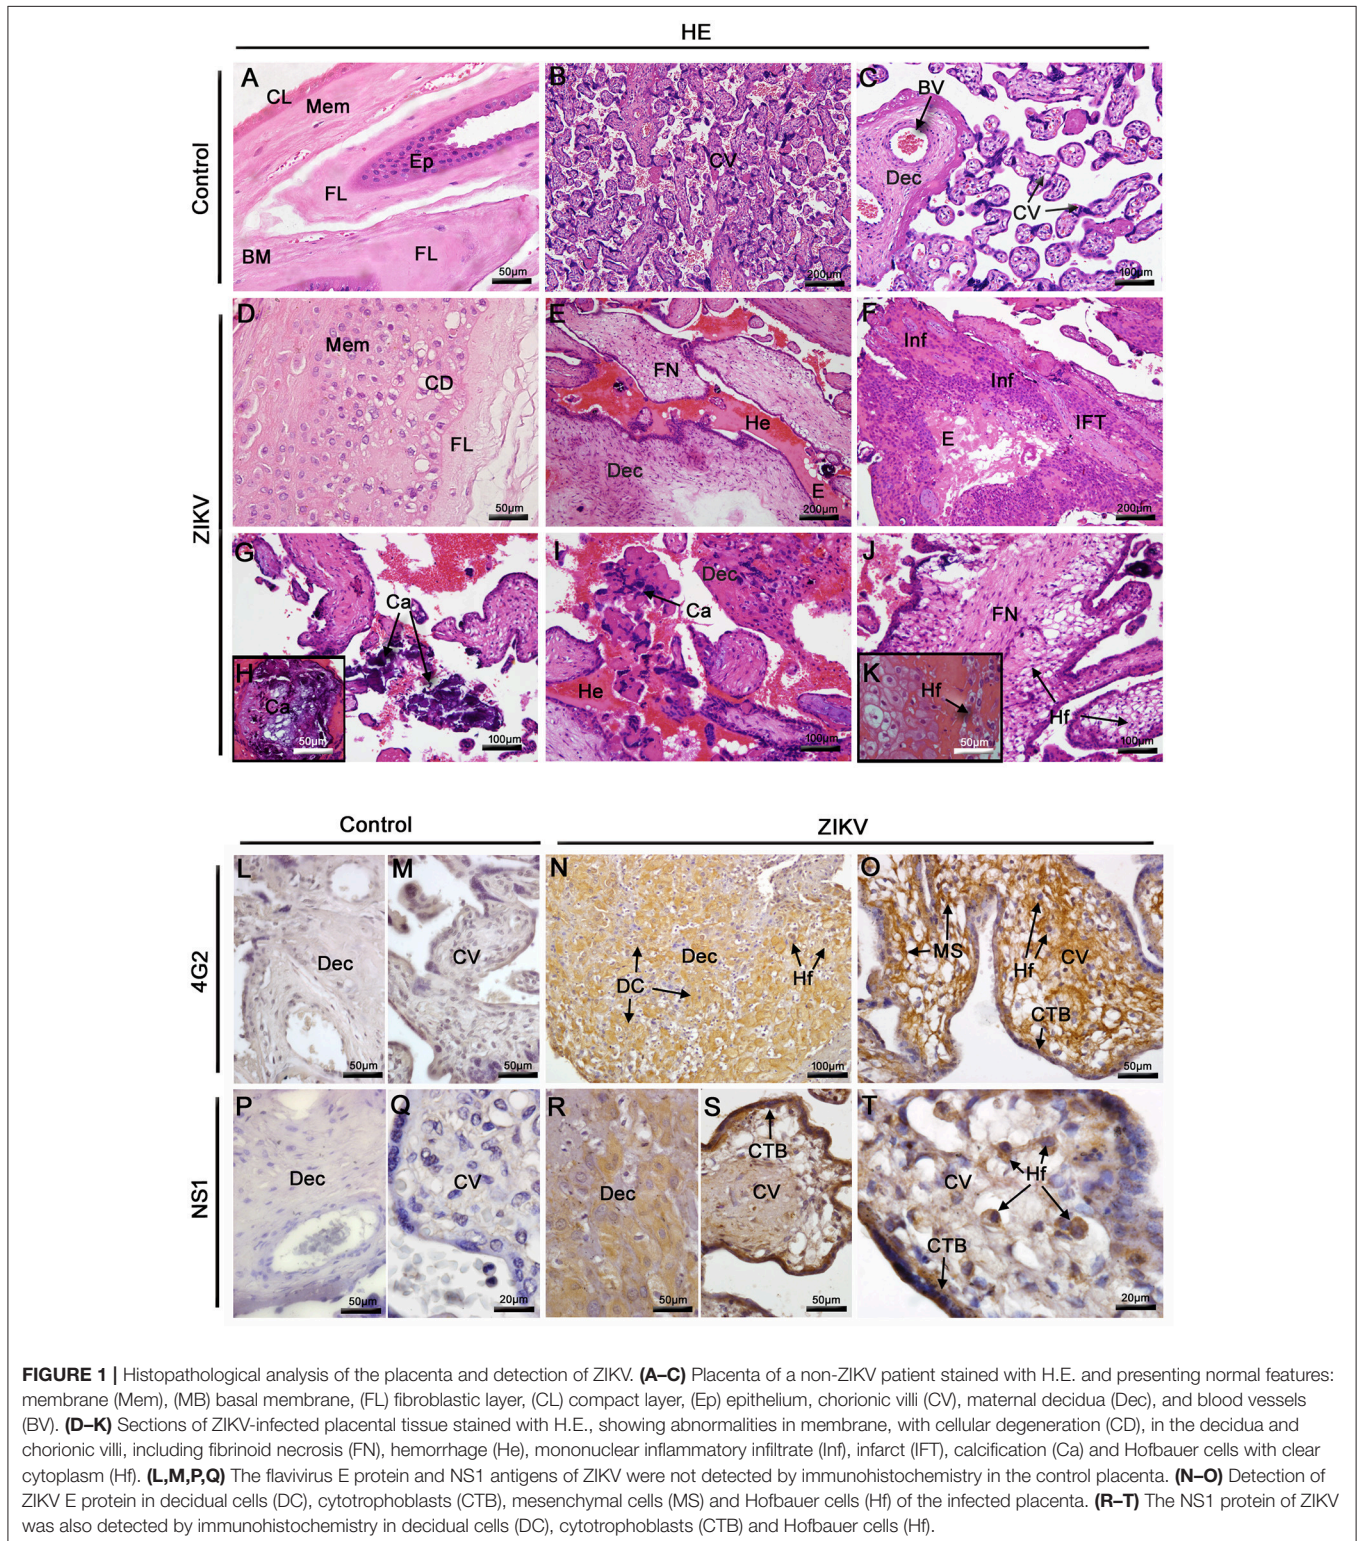 HE
Control
A
CL
Mem
Ep
FL
BM
FL
50µm
B
CV
200µm
C
BV
Dec
CV
100µm
ZIKV
D
Mem
CD
FL
50µm
E
FN
He
Dec
E
200µm
F
Inf
Inf
IFT
E
200µm
G
Ca
100µm
H
Ca
50µm
I
Dec
Ca
He
100µm
J
FN
Hf
100µm
K
Hf
50µm
Control
ZIKV
4G2
L
Dec
50µm
M
CV
50µm
N
Dec
DC
Hf
100µm
O
MS
Hf
CV
CTB
50µm
NS1
P
Dec
50µm
Q
CV
20µm
R
Dec
50µm
S
CTB
CV
50µm
T
Hf
CV
CTB
20µm
FIGURE 1 | Histopathological analysis of the placenta and detection of ZIKV. (A–C) Placenta of a non-ZIKV patient stained with H.E. and presenting normal features:
membrane (Mem), (MB) basal membrane, (FL) fibroblastic layer, (CL) compact layer, (Ep) epithelium, chorionic villi (CV), maternal decidua (Dec), and blood vessels
(BV). (D–K) Sections of ZIKV-infected placental tissue stained with H.E., showing abnormalities in membrane, with cellular degeneration (CD), in the decidua and
chorionic villi, including fibrinoid necrosis (FN), hemorrhage (He), mononuclear inflammatory infiltrate (Inf), infarct (IFT), calcification (Ca) and Hofbauer cells with clear
cytoplasm (Hf). (L,M,P,Q) The flavivirus E protein and NS1 antigens of ZIKV were not detected by immunohistochemistry in the control placenta. (N–O) Detection of
ZIKV E protein in decidual cells (DC), cytotrophoblasts (CTB), mesenchymal cells (MS) and Hofbauer cells (Hf) of the infected placenta. (R–T) The NS1 protein of ZIKV
was also detected by immunohistochemistry in decidual cells (DC), cytotrophoblasts (CTB) and Hofbauer cells (Hf).